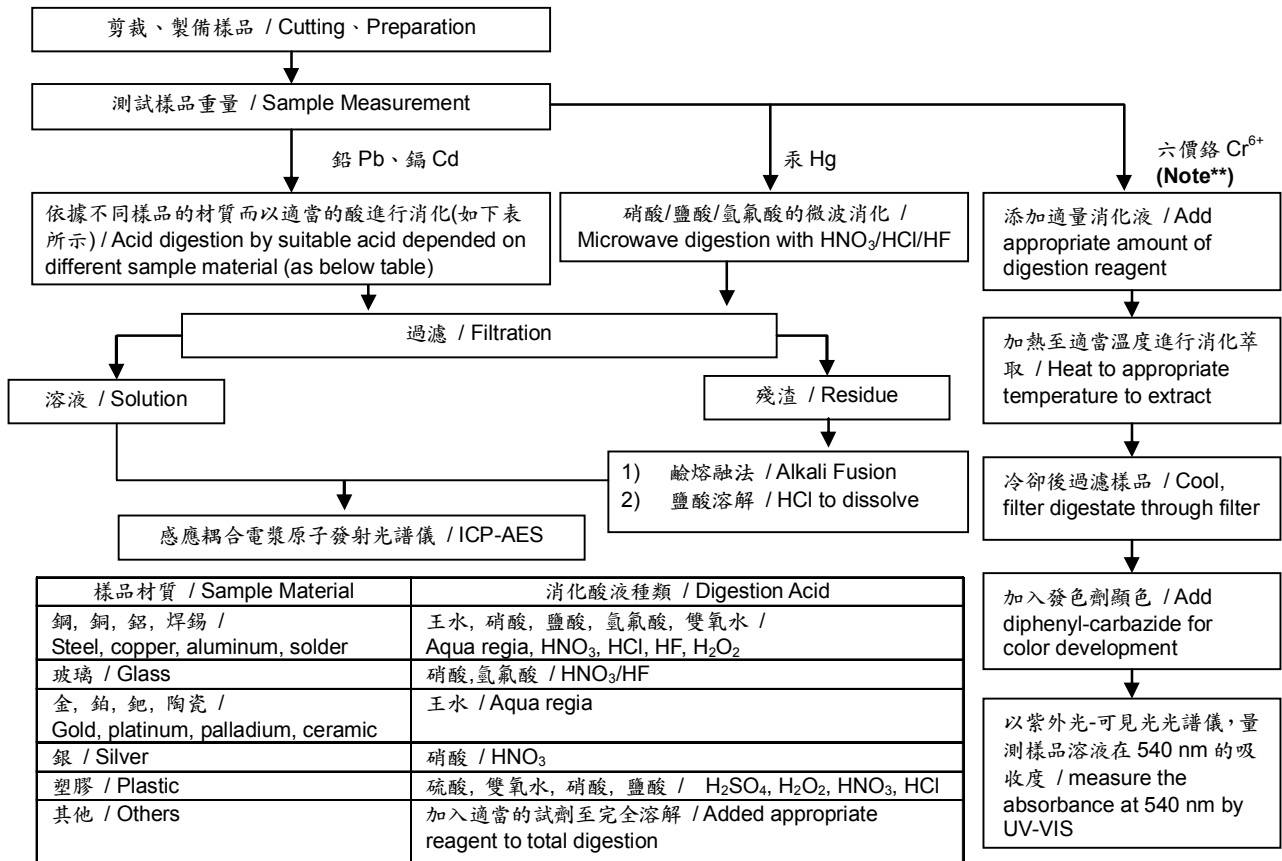 剪裁、製備樣品 / Cutting、Preparation
測試樣品重量 / Sample Measurement
鉛 Pb、鎘 Cd
汞 Hg
六價鉻 Cr⁶⁺
(Note**)
依據不同樣品的材質而以適當的酸進行消化(如下表
所示) / Acid digestion by suitable acid depended on
different sample material (as below table)
硝酸/鹽酸/氫氟酸的微波消化 /
Microwave digestion with HNO₃/HCl/HF
添加適量消化液 / Add
appropriate amount of
digestion reagent
過濾 / Filtration
加熱至適當溫度進行消化萃
取 / Heat to appropriate
temperature to extract
溶液 / Solution
殘渣 / Residue
1) 鹼熔融法 / Alkali Fusion
2) 鹽酸溶解 / HCl to dissolve
冷卻後過濾樣品 / Cool,
filter digestate through filter
感應耦合電漿原子發射光譜儀 / ICP-AES
加入發色劑顯色 / Add
diphenyl-carbazide for
color development
以紫外光-可見光光譜儀，量
測樣品溶液在 540 nm 的吸
收度 / measure the
absorbance at 540 nm by
UV-VIS
樣品材質 / Sample Material
消化酸液種類 / Digestion Acid
鋼, 銅, 鋁, 焊錫 /
Steel, copper, aluminum, solder
王水, 硝酸, 鹽酸, 氫氟酸, 雙氧水 /
Aqua regia, HNO₃, HCl, HF, H₂O₂
玻璃 / Glass
硝酸,氫氟酸 / HNO₃/HF
金, 鉑, 鈀, 陶瓷 /
Gold, platinum, palladium, ceramic
王水 / Aqua regia
銀 / Silver
硝酸 / HNO₃
塑膠 / Plastic
硫酸, 雙氧水, 硝酸, 鹽酸 / H₂SO₄, H₂O₂, HNO₃, HCl
其他 / Others
加入適當的試劑至完全溶解 / Added appropriate
reagent to total digestion